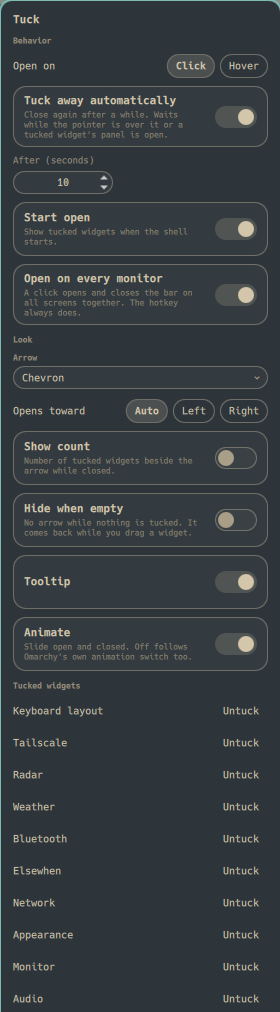 Tuck
Behavior
Open on Click Hover
Tuck away automatically
Close again after a while. Waits
while the pointer is over it or a
tucked widget's panel is open.
After (seconds)
10
Start open
Show tucked widgets when the shell
starts.
Open on every monitor
A click opens and closes the bar on
all screens together. The hotkey
always does.
Look
Arrow
Chevron
Opens toward Auto Left Right
Show count
Number of tucked widgets beside the
arrow while closed.
Hide when empty
No arrow while nothing is tucked. It
comes back while you drag a widget.
Tooltip
Animate
Slide open and closed. Off follows
Omarchy's own animation switch too.
Tucked widgets
Keyboard layout Untuck
Tailscale Untuck
Radar Untuck
Weather Untuck
Bluetooth Untuck
Elsewhen Untuck
Network Untuck
Appearance Untuck
Monitor Untuck
Audio Untuck